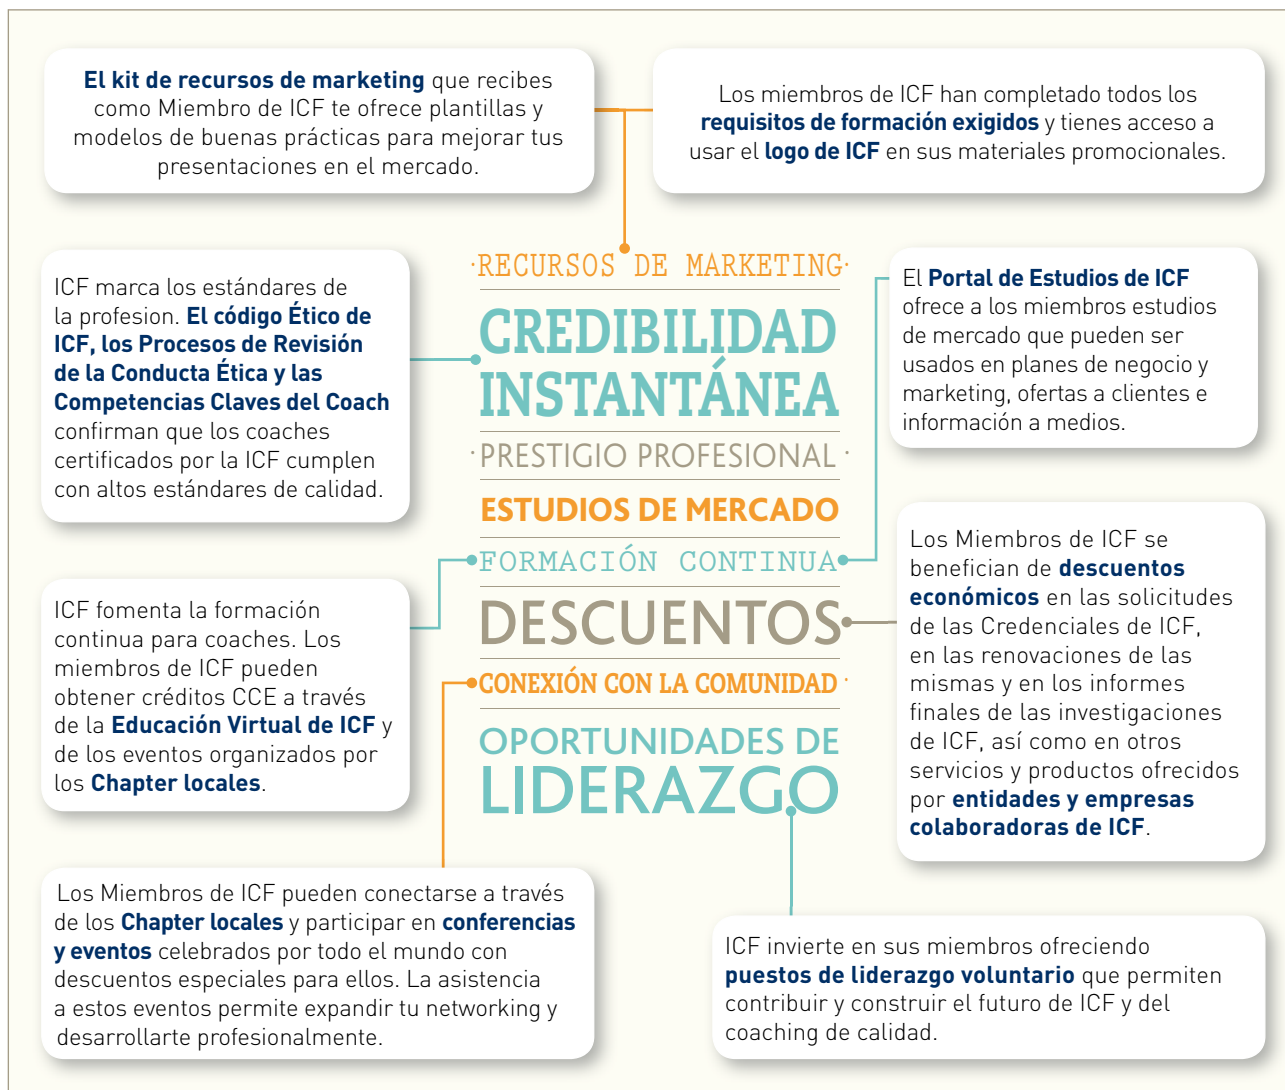 El kit de recursos de marketing que recibes
como Miembro de ICF te ofrece plantillas y
modelos de buenas prácticas para mejorar tus
presentaciones en el mercado.
Los miembros de ICF han completado todos los
requisitos de formación exigidos y tienes acceso a
usar el logo de ICF en sus materiales promocionales.
ICF marca los estándares de
la profesion. El código Ético de
ICF, los Procesos de Revisión
de la Conducta Ética y las
Competencias Claves del Coach
confirman que los coaches
certificados por la ICF cumplen
con altos estándares de calidad.
ICF fomenta la formación
continua para coaches. Los
miembros de ICF pueden
obtener créditos CCE a través
de la Educación Virtual de ICF y
de los eventos organizados por
los Chapter locales.
·RECURSOS DE MARKETING·
CREDIBILIDAD
INSTANTÁNEA
·PRESTIGIO PROFESIONAL·
ESTUDIOS DE MERCADO
FORMACIÓN CONTINUA
DESCUENTOS
CONEXIÓN CON LA COMUNIDAD·
OPORTUNIDADES DE
LIDERAZGO
El Portal de Estudios de ICF
ofrece a los miembros estudios
de mercado que pueden ser
usados en planes de negocio y
marketing, ofertas a clientes e
información a medios.
Los Miembros de ICF se
benefician de descuentos
económicos en las solicitudes
de las Credenciales de ICF,
en las renovaciones de las
mismas y en los informes
finales de las investigaciones
de ICF, así como en otros
servicios y productos ofrecidos
por entidades y empresas
colaboradoras de ICF.
Los Miembros de ICF pueden conectarse a través
de los Chapter locales y participar en conferencias
y eventos celebrados por todo el mundo con
descuentos especiales para ellos. La asistencia
a estos eventos permite expandir tu networking y
desarrollarte profesionalmente.
ICF invierte en sus miembros ofreciendo
puestos de liderazgo voluntario que permiten
contribuir y construir el futuro de ICF y del
coaching de calidad.